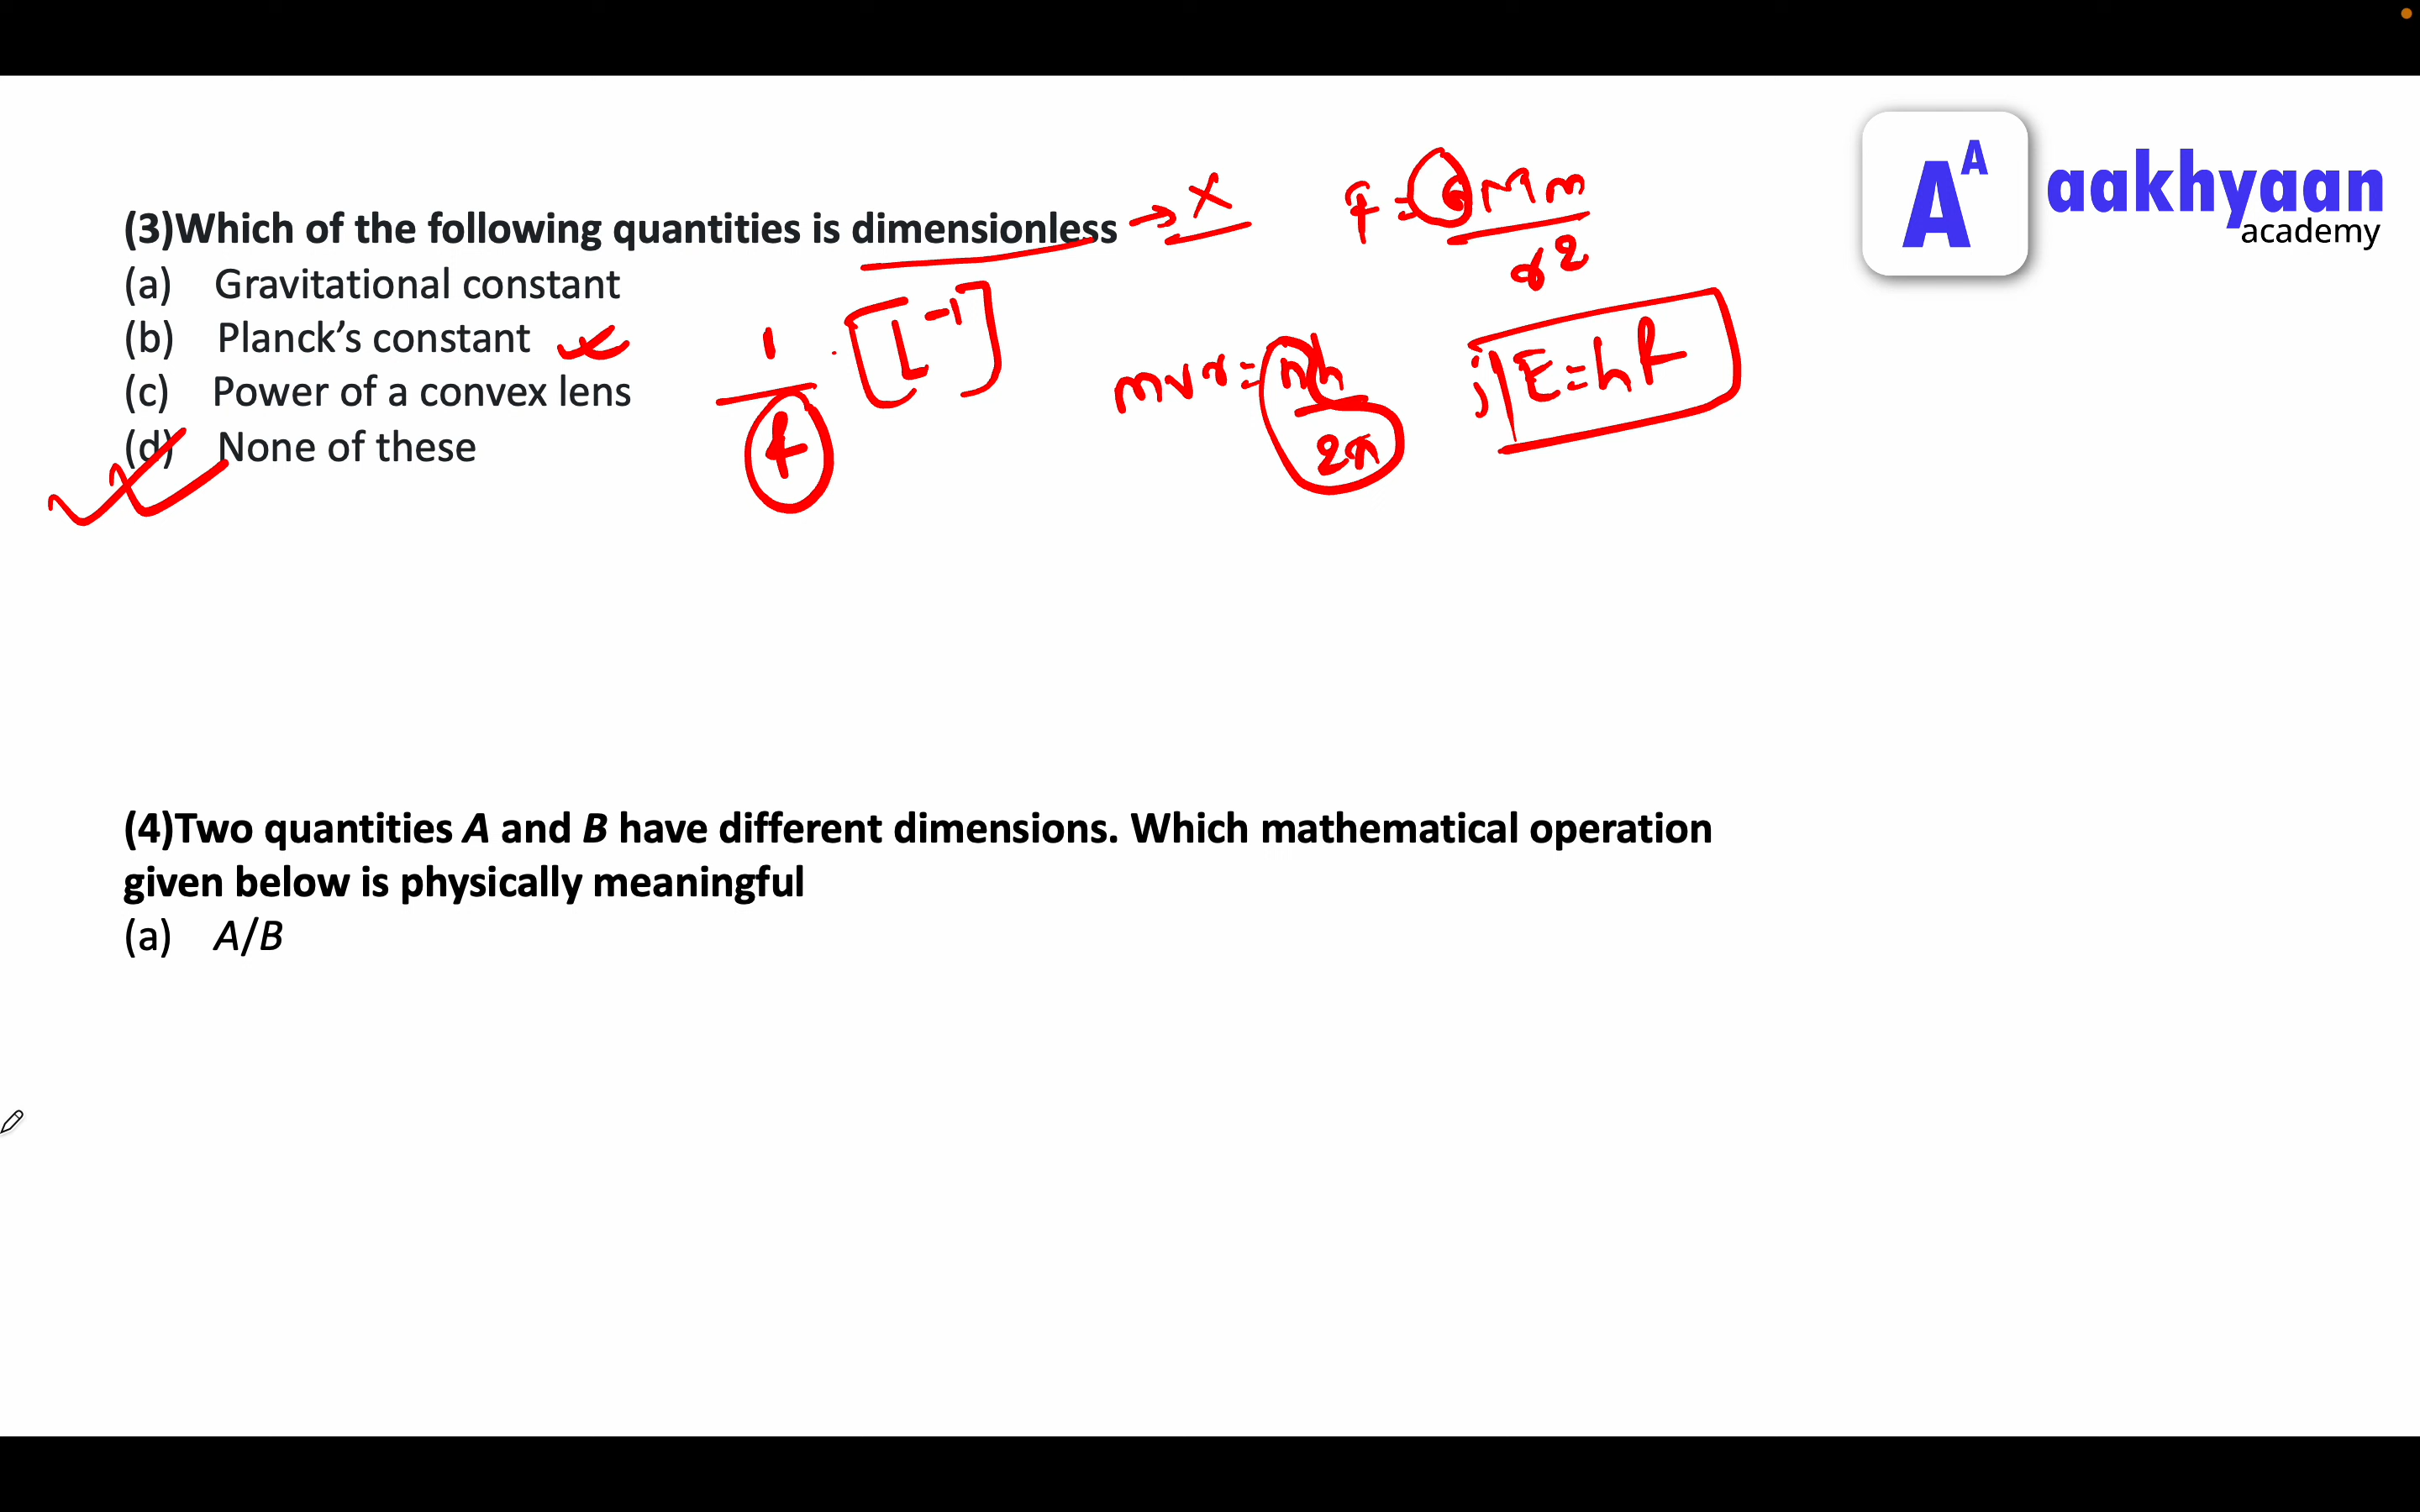 (3)Which of the following quantities is dimensionless → x
(a) Gravitational constant
(b) Planck’s constant
(c) Power of a convex lens
(d) None of these
F = GMm / r2
1 / f [L-1]
mvr = nh / 2π
E = hf
AA aakhyaan
academy
(4)Two quantities A and B have different dimensions. Which mathematical operation
given below is physically meaningful
(a) A/B